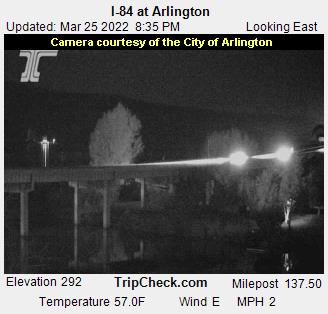 I-84 at Arlington
Updated: Mar 25 2022 8:35 PM Looking East
Camera courtesy of the City of Arlington
Elevation 292 TripCheck.com Milepost 137.50
Temperature 57.0F Wind E MPH 2